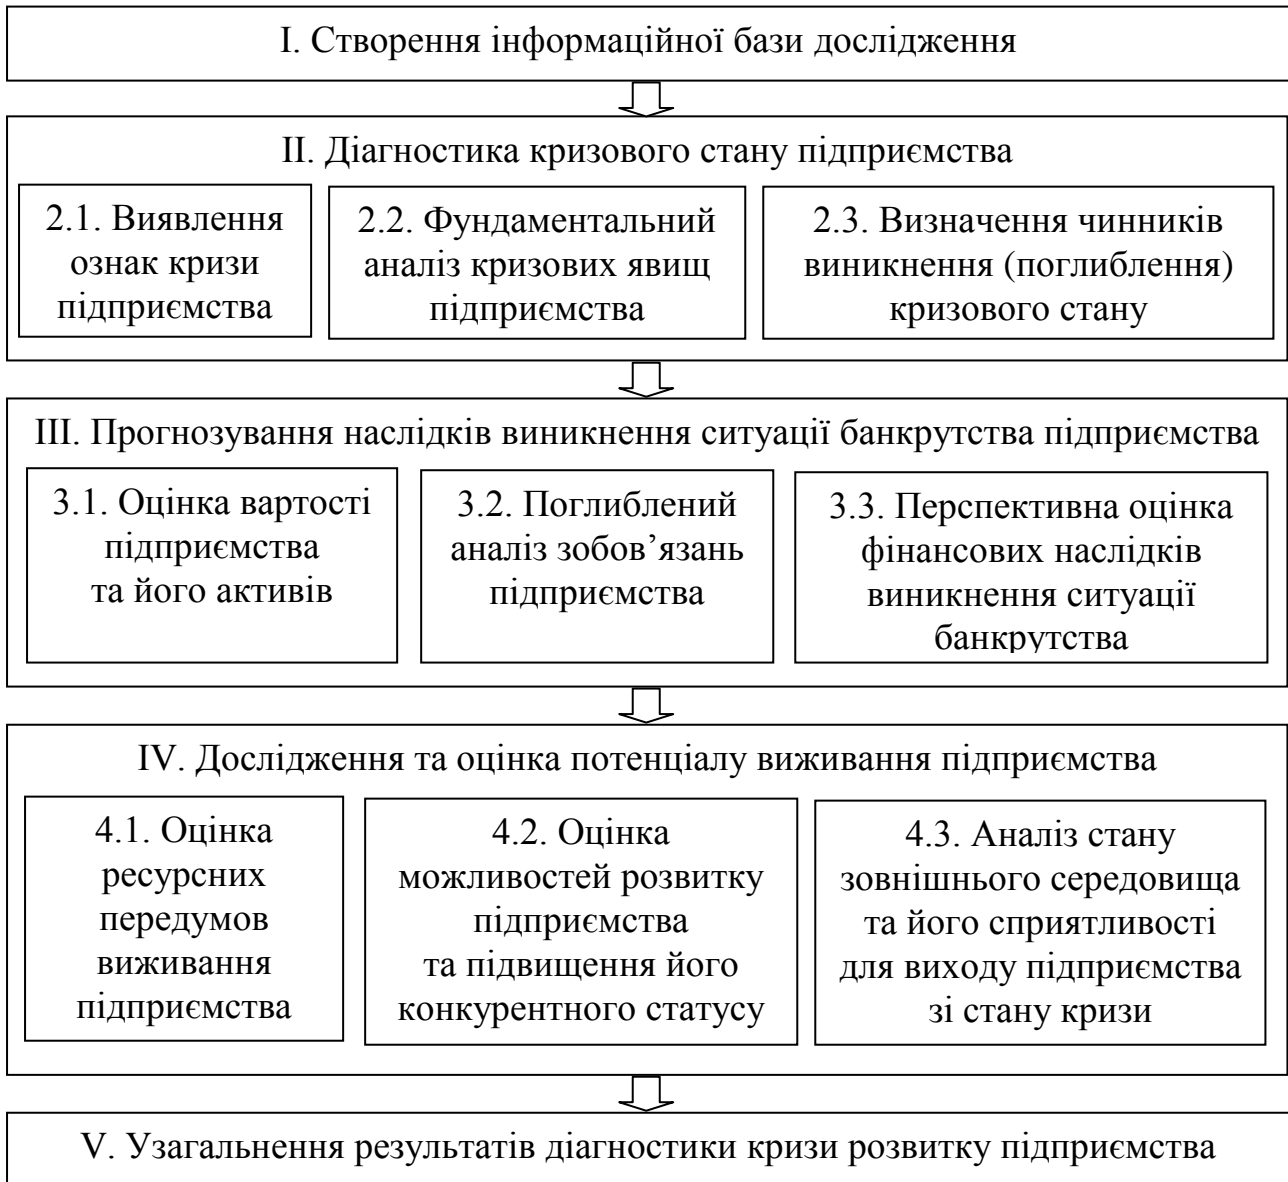 I. Створення інформаційної бази дослідження
II. Діагностика кризового стану підприємства
2.1. Виявлення
ознак кризи
підприємства
2.2. Фундаментальний
аналіз кризових явищ
підприємства
2.3. Визначення чинників
виникнення (поглиблення)
кризового стану
III. Прогнозування наслідків виникнення ситуації банкрутства підприємства
3.1. Оцінка вартості
підприємства
та його активів
3.2. Поглиблений
аналіз зобов’язань
підприємства
3.3. Перспективна оцінка
фінансових наслідків
виникнення ситуації
банкрутства
IV. Дослідження та оцінка потенціалу виживання підприємства
4.1. Оцінка
ресурсних
передумов
виживання
підприємства
4.2. Оцінка
можливостей розвитку
підприємства
та підвищення його
конкурентного статусу
4.3. Аналіз стану
зовнішнього середовища
та його сприятливості
для виходу підприємства
зі стану кризи
V. Узагальнення результатів діагностики кризи розвитку підприємства